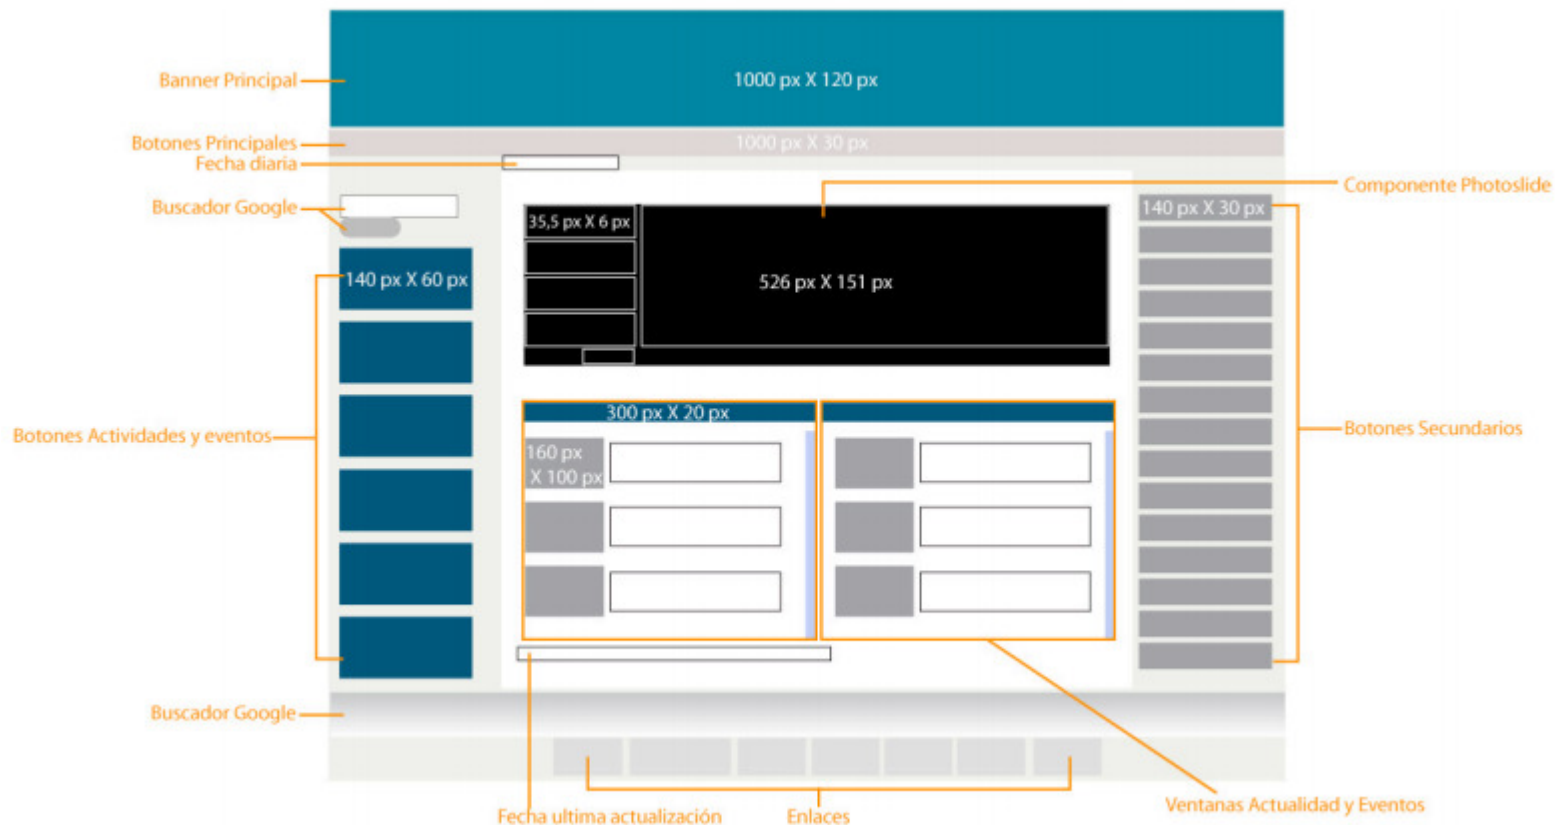 Banner Principal
1000 px X 120 px
Botones Principales
1000 px X 30 px
Fecha diaria
Componente Photoslide
Buscador Google
140 px X 30 px
35,5 px X 6 px
140 px X 60 px
526 px X 151 px
300 px X 20 px
Botones Actividades y eventos
Botones Secundarios
160 px
X 100 px
Buscador Google
Fecha ultima actualización
Enlaces
Ventanas Actualidad y Eventos